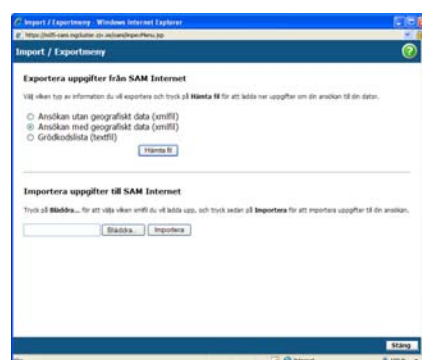 Import / Exportmeny - Windows Internet Explorer
Import / Exportmeny
Exportera uppgifter från SAM Internet
Välj vilken typ av information du vill exportera och tryck på Hämta fil för att ladda ner uppgifter om din ansökan till din dator.
Ansökan utan geografiskt data (xmlfil)
Ansökan med geografiskt data (xmlfil)
Grödkodslista (textfil)
Hämta fil
Importera uppgifter till SAM Internet
Tryck på Bläddra... för att välja vilken xmlfil du vill ladda upp, och tryck sedan på Importera för att importera uppgifter till din ansökan.
Bläddra... Importera
Stäng
Internet